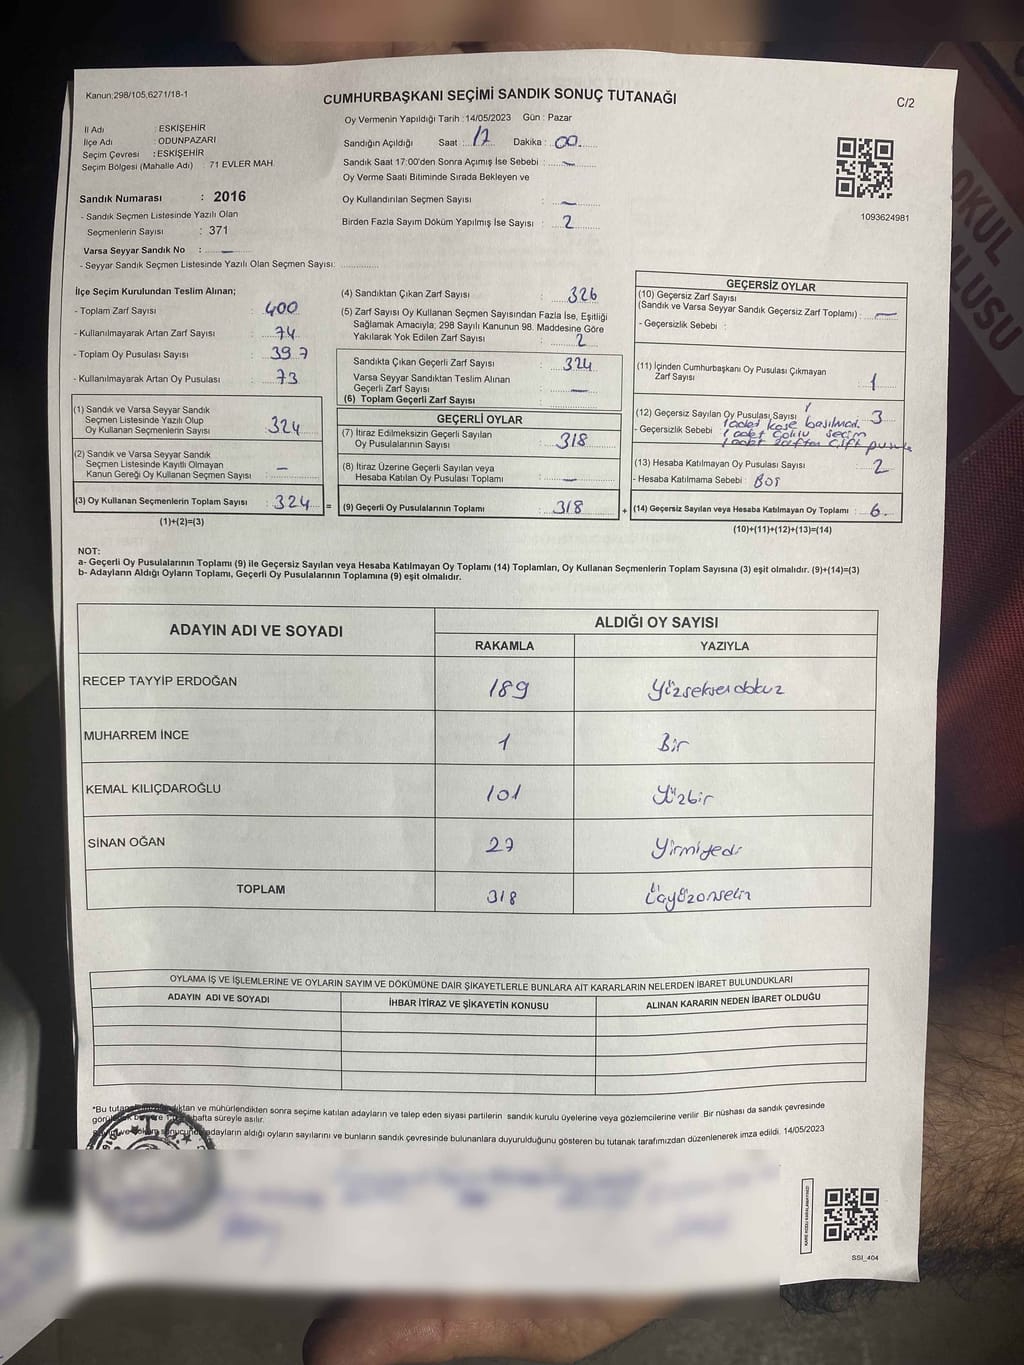 Kanun:298/105,6271/18-1
CUMHURBAŞKANI SEÇİMİ SANDIK SONUÇ TUTANAĞI
C/2
İl Adı : ESKİŞEHİR
İlçe Adı : ODUNPAZARI
Seçim Çevresi : ESKİŞEHİR
Seçim Bölgesi (Mahalle Adı) : 71 EVLER MAH.
Sandık Numarası : 2016
- Sandık Seçmen Listesinde Yazılı Olan
Seçmenlerin Sayısı : 371
Varsa Seyyar Sandık No : —
- Seyyar Sandık Seçmen Listesinde Yazılı Olan Seçmen Sayısı: ..............
Oy Vermenin Yapıldığı Tarih : 14/05/2023 Gün : Pazar
Sandığın Açıldığı Saat : 17 Dakika : 00
Sandık Saat 17:00'den Sonra Açımış İse Sebebi : —
Oy Verme Saati Bitiminde Sırada Bekleyen ve
Oy Kullandırılan Seçmen Sayısı : —
Birden Fazla Sayım Döküm Yapılmış İse Sayısı : 2
1093624981
İlçe Seçim Kurulundan Teslim Alınan;
- Toplam Zarf Sayısı : 400
- Kullanılmayarak Artan Zarf Sayısı : 74
- Toplam Oy Pusulası Sayısı : 397
- Kullanılmayarak Artan Oy Pusulası : 73
(1) Sandık ve Varsa Seyyar Sandık
Seçmen Listesinde Yazılı Olup
Oy Kullanan Seçmenlerin Sayısı : 324
(2) Sandık ve Varsa Seyyar Sandık
Seçmen Listesinde Kayıtlı Olmayan
Kanun Gereği Oy Kullanan Seçmen Sayısı : —
(3) Oy Kullanan Seçmenlerin Toplam Sayısı : 324 =
(1)+(2)=(3)
(4) Sandıktan Çıkan Zarf Sayısı : 326
(5) Zarf Sayısı Oy Kullanan Seçmen Sayısından Fazla İse, Eşitliği
Sağlamak Amacıyla; 298 Sayılı Kanunun 98. Maddesine Göre
Yakılarak Yok Edilen Zarf Sayısı : 2
Sandıkta Çıkan Geçerli Zarf Sayısı : 324
Varsa Seyyar Sandıktan Teslim Alınan
Geçerli Zarf Sayısı : —
(6) Toplam Geçerli Zarf Sayısı :
GEÇERLİ OYLAR
(7) İtiraz Edilmeksizin Geçerli Sayılan
Oy Pusulalarının Sayısı : 318
(8) İtiraz Üzerine Geçerli Sayılan veya
Hesaba Katılan Oy Pusulası Toplamı : —
(9) Geçerli Oy Pusulalarının Toplamı : 318 +
GEÇERSİZ OYLAR
(10) Geçersiz Zarf Sayısı
(Sandık ve Varsa Seyyar Sandık Geçersiz Zarf Toplamı) : —
- Geçersizlik Sebebi :
(11) İçinden Cumhurbaşkanı Oy Pusulası Çıkmayan
Zarf Sayısı : 1
(12) Geçersiz Sayılan Oy Pusulası Sayısı : 3
- Geçersizlik Sebebi 1 adet kaşe basılmadı.
1 adet çoklu seçim
1 adet zarftan çift pusula
(13) Hesaba Katılmayan Oy Pusulası Sayısı : 2
- Hesaba Katılmama Sebebi : Boş
(14) Geçersiz Sayılan veya Hesaba Katılmayan Oy Toplamı : 6
(10)+(11)+(12)+(13)=(14)
NOT:
a- Geçerli Oy Pusulalarının Toplamı (9) ile Geçersiz Sayılan veya Hesaba Katılmayan Oy Toplamı (14) Toplamları, Oy Kullanan Seçmenlerin Toplam Sayısına (3) eşit olmalıdır. (9)+(14)=(3)
b- Adayların Aldığı Oyların Toplamı, Geçerli Oy Pusulalarının Toplamına (9) eşit olmalıdır.
ADAYIN ADI VE SOYADI ALDIĞI OY SAYISI
RAKAMLA YAZIYLA
RECEP TAYYİP ERDOĞAN 189 Yüzseksendokuz
MUHARREM İNCE 1 Bir
KEMAL KILIÇDAROĞLU 101 Yüzbir
SİNAN OĞAN 27 Yirmiyedi
TOPLAM 318 Üçyüzonsekiz
OYLAMA İŞ VE İŞLEMLERİNE VE OYLARIN SAYIM VE DÖKÜMÜNE DAİR ŞİKAYETLERLE BUNLARA AİT KARARLARIN NELERDEN İBARET BULUNDUKLARI
ADAYIN ADI VE SOYADI İHBAR İTİRAZ VE ŞİKAYETİN KONUSU ALINAN KARARIN NEDEN İBARET OLDUĞU
*Bu ve mühürlendikten sonra seçime katılan adayların ve talep eden siyasi partilerin sandık kurulu üyelerine veya gözlemcilerine verilir. Bir nüshası da sandık çevresinde
hafta süreyle asılır.
adayların aldığı oyların sayılarını ve bunların sandık çevresinde bulunanlara duyurulduğunu gösteren bu tutanak tarafımızdan düzenlenerek imza edildi. 14/05/2023
T.C.
SSI_404
OKUL